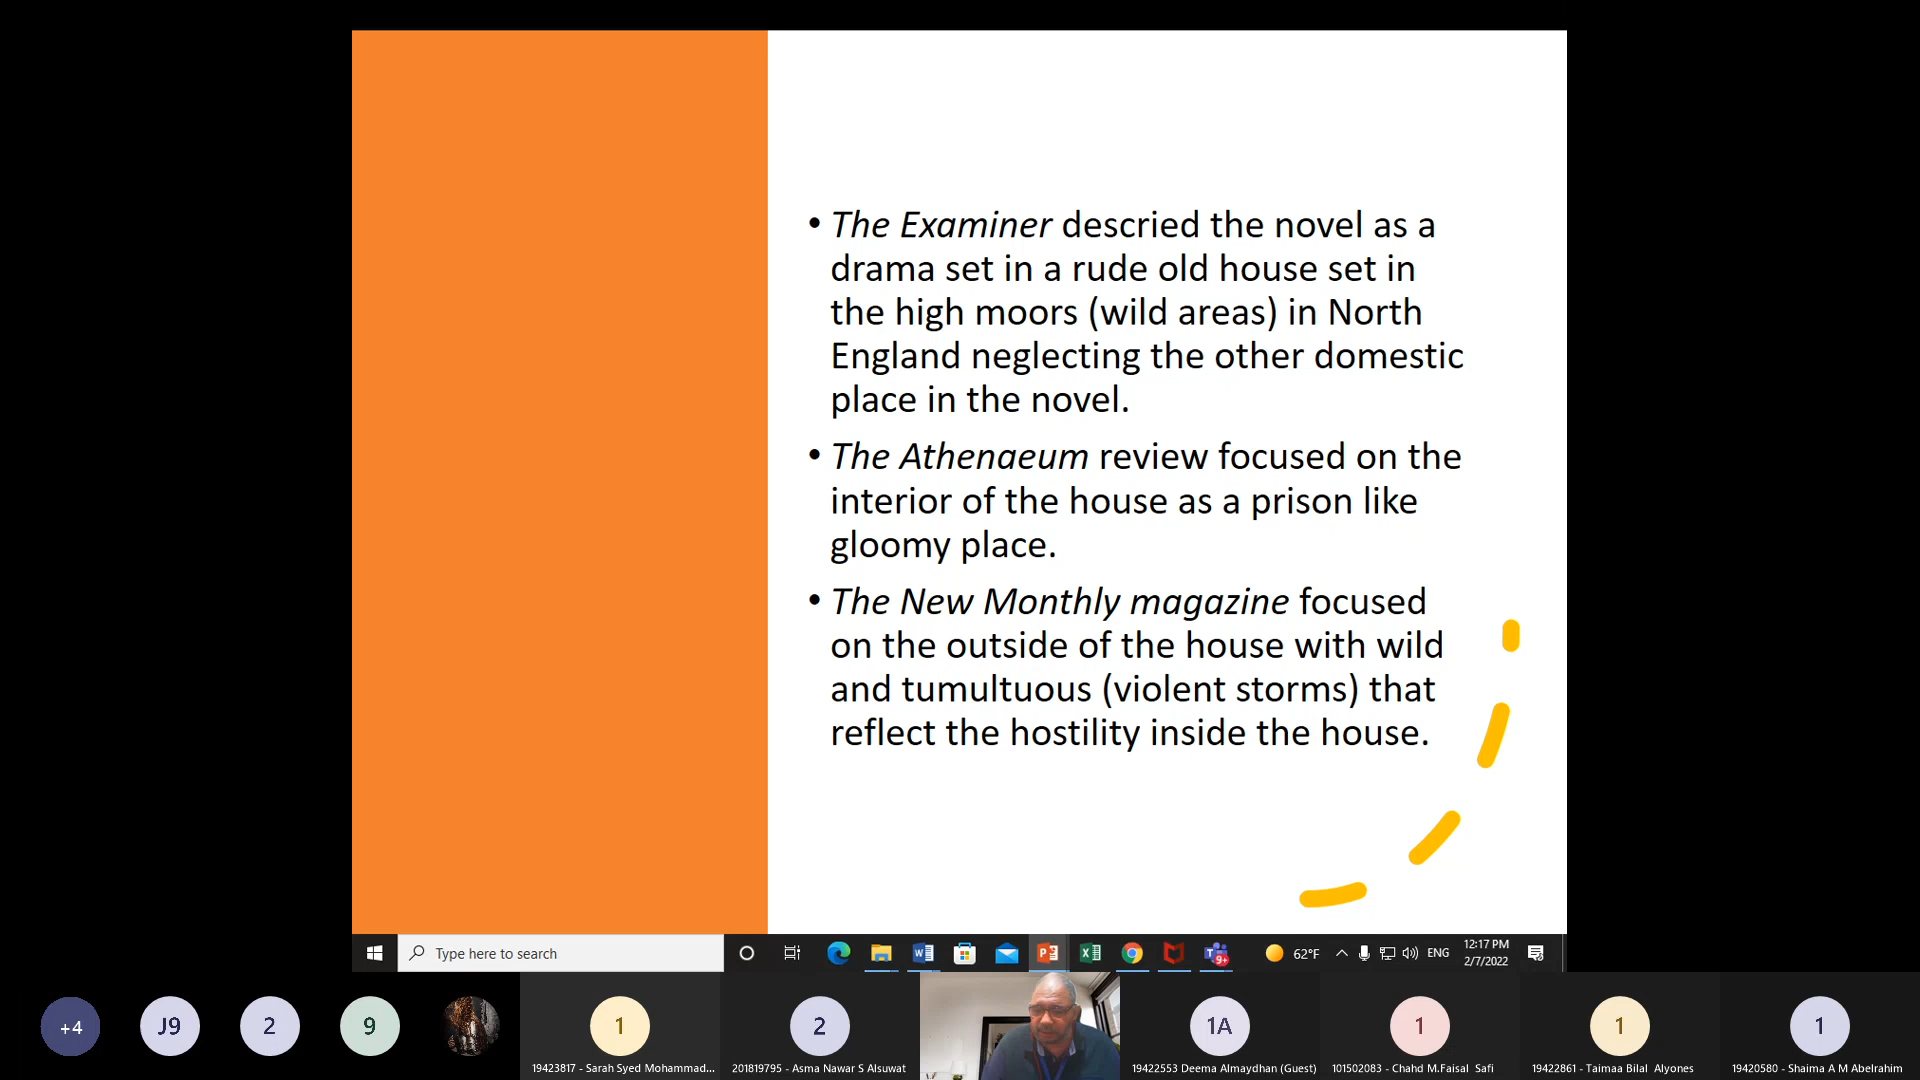 • The Examiner descried the novel as a
drama set in a rude old house set in
the high moors (wild areas) in North
England neglecting the other domestic
place in the novel.
• The Athenaeum review focused on the
interior of the house as a prison like
gloomy place.
• The New Monthly magazine focused
on the outside of the house with wild
and tumultuous (violent storms) that
reflect the hostility inside the house.
Type here to search
9+
62°F
ENG
12:17 PM
2/7/2022
+4
J9
2
9
1
2
1A
1
1
1
19423817 - Sarah Syed Mohammad...
201819795 - Asma Nawar S Alsuwat
19422553 Deema Almaydhan (Guest)
101502083 - Chahd M.Faisal Safi
19422861 - Taimaa Bilal Alyones
19420580 - Shaima A M Abelrahim